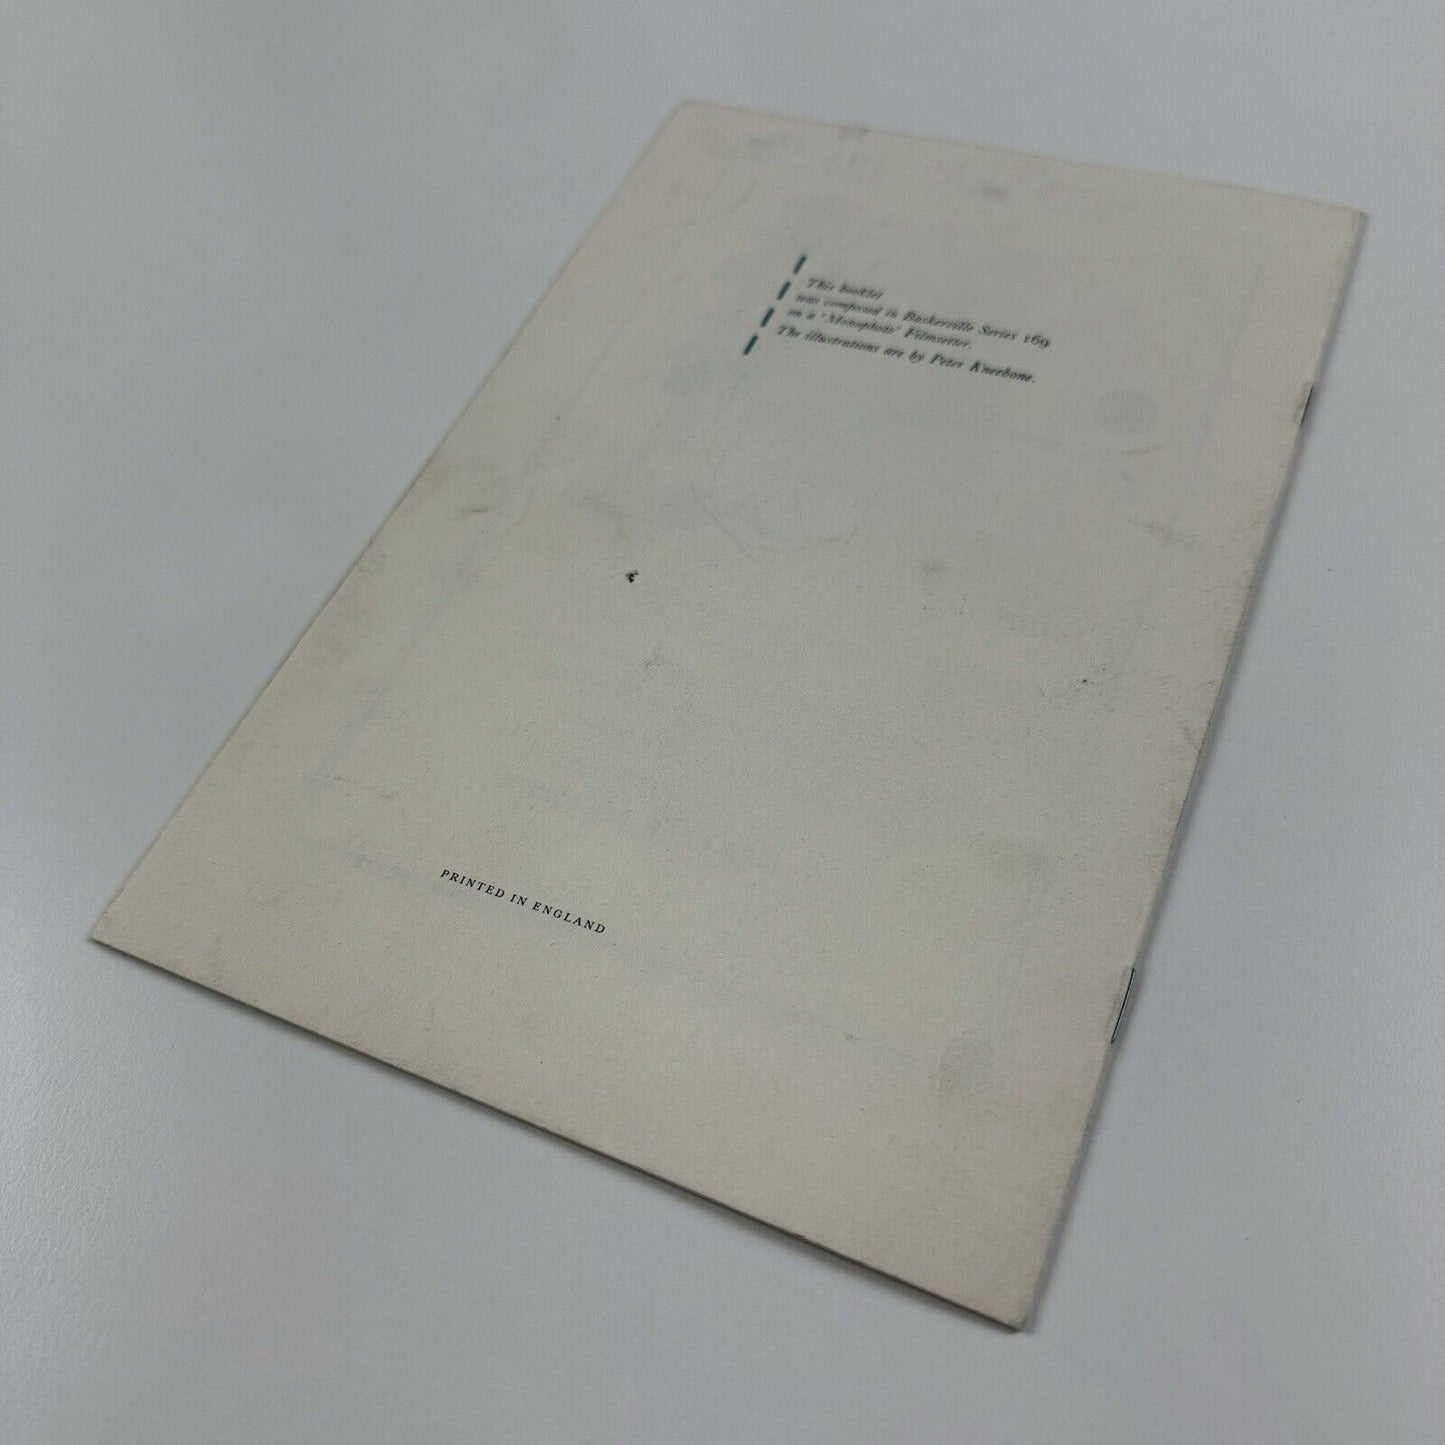 This booklet
was composed in Baskerville Series 169
on a 'Monophoto' Filmsetter.
The illustrations are by Peter Kneebone.
PRINTED IN ENGLAND